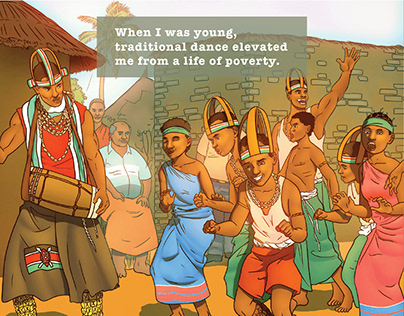 When I was young,
traditional dance elevated
me from a life of poverty.